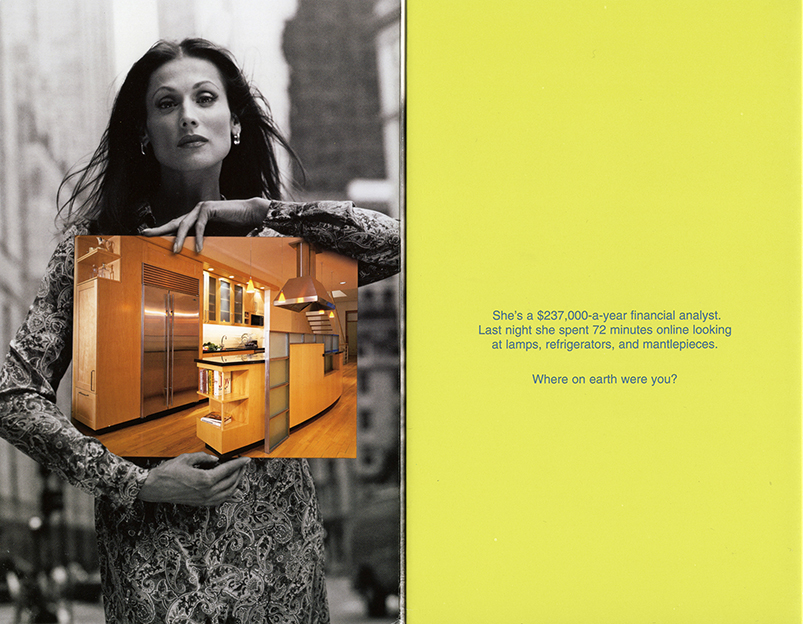 She's a $237,000-a-year financial analyst.
Last night she spent 72 minutes online looking
at lamps, refrigerators, and mantlepieces.
Where on earth were you?